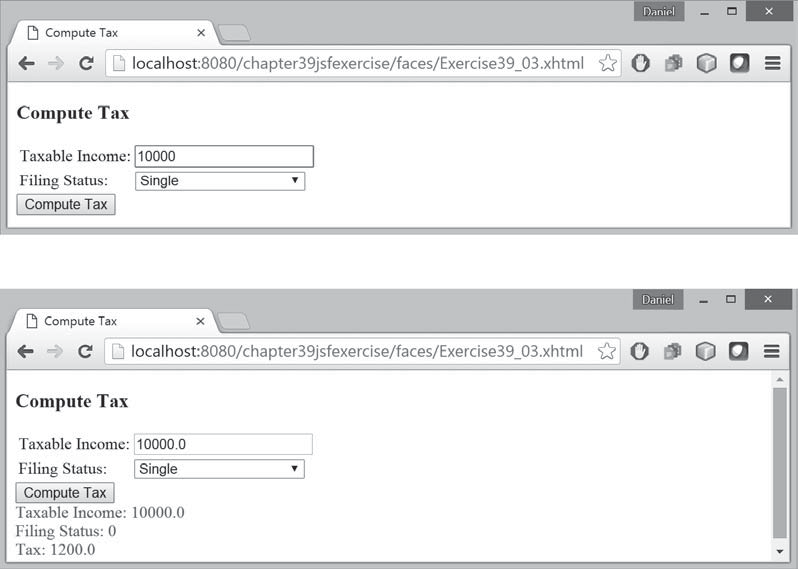 Daniel
Compute Tax
localhost:8080/chapter39jsfexercise/faces/Exercise39_03.xhtml
Compute Tax
Taxable Income: 10000
Filing Status: Single
Compute Tax
Daniel
Compute Tax
localhost:8080/chapter39jsfexercise/faces/Exercise39_03.xhtml
Compute Tax
Taxable Income: 10000.0
Filing Status: Single
Compute Tax
Taxable Income: 10000.0
Filing Status: 0
Tax: 1200.0